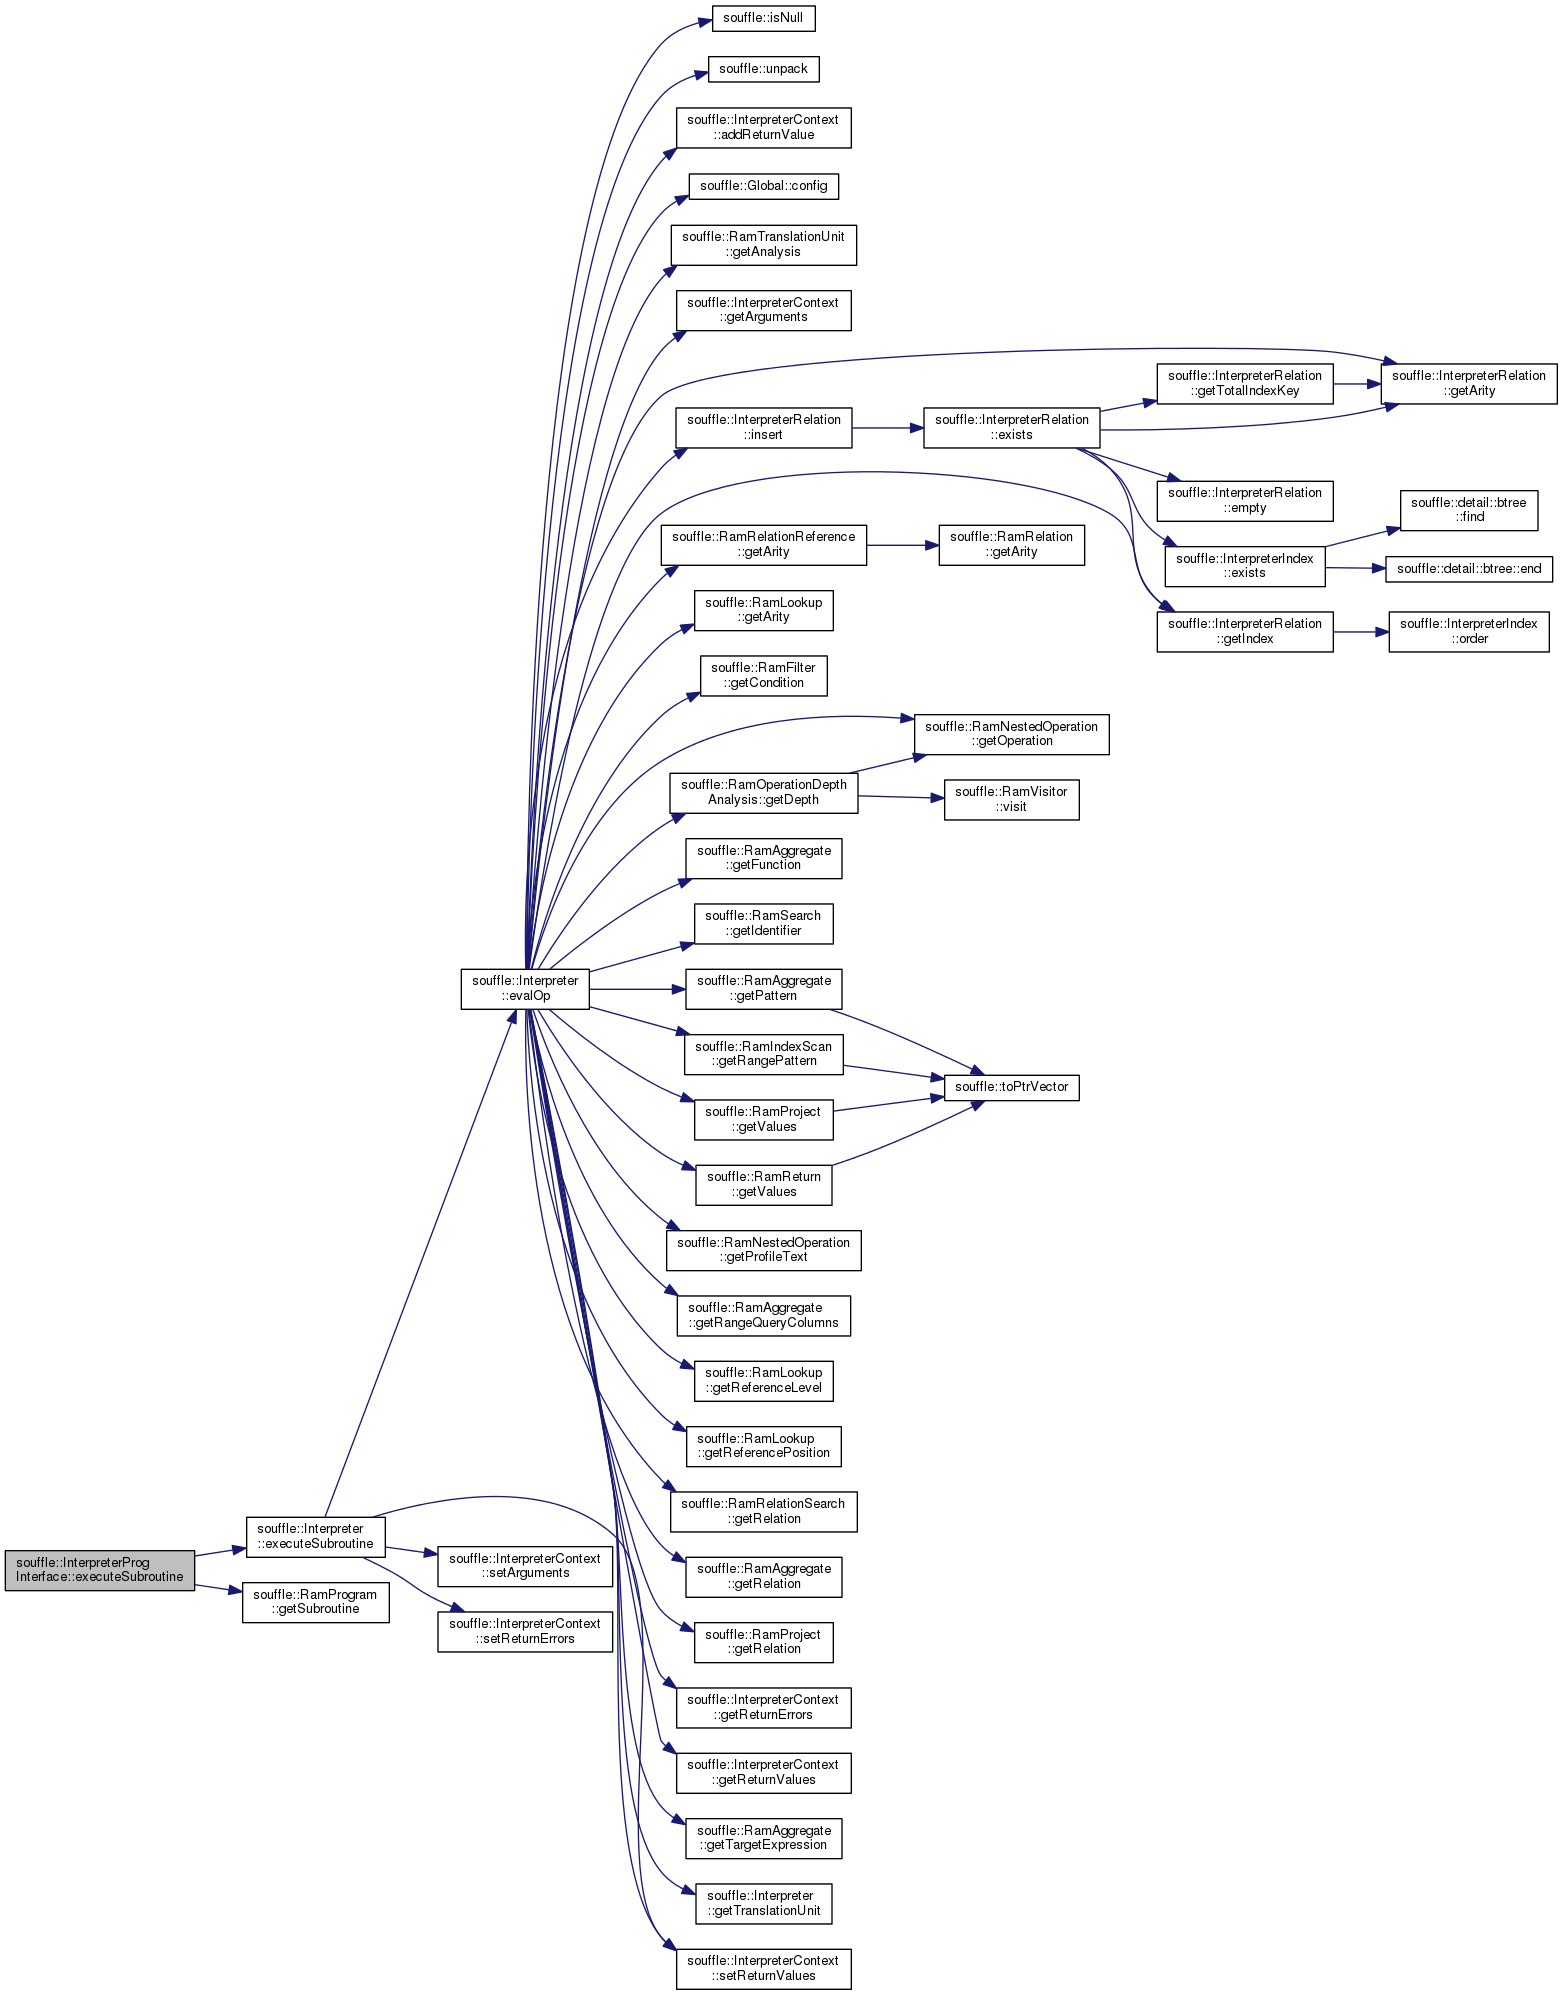 souffle::isNull
souffle::unpack
souffle::InterpreterContext
::addReturnValue
souffle::Global::config
souffle::RamTranslationUnit
::getAnalysis
souffle::InterpreterContext
::getArguments
souffle::InterpreterRelation
::getTotalIndexKey
souffle::InterpreterRelation
::getArity
souffle::InterpreterRelation
::insert
souffle::InterpreterRelation
::exists
souffle::InterpreterRelation
::empty
souffle::detail::btree
::find
souffle::RamRelationReference
::getArity
souffle::RamRelation
::getArity
souffle::InterpreterIndex
::exists
souffle::detail::btree::end
souffle::RamLookup
::getArity
souffle::InterpreterRelation
::getIndex
souffle::InterpreterIndex
::order
souffle::RamFilter
::getCondition
souffle::RamNestedOperation
::getOperation
souffle::RamOperationDepth
Analysis::getDepth
souffle::RamVisitor
::visit
souffle::RamAggregate
::getFunction
souffle::RamSearch
::getIdentifier
souffle::Interpreter
::evalOp
souffle::RamAggregate
::getPattern
souffle::RamIndexScan
::getRangePattern
souffle::toPtrVector
souffle::RamProject
::getValues
souffle::RamReturn
::getValues
souffle::RamNestedOperation
::getProfileText
souffle::RamAggregate
::getRangeQueryColumns
souffle::RamLookup
::getReferenceLevel
souffle::RamLookup
::getReferencePosition
souffle::RamRelationSearch
::getRelation
souffle::Interpreter
::executeSubroutine
souffle::InterpreterProg
Interface::executeSubroutine
souffle::InterpreterContext
::setArguments
souffle::RamAggregate
::getRelation
souffle::RamProgram
::getSubroutine
souffle::InterpreterContext
::setReturnErrors
souffle::RamProject
::getRelation
souffle::InterpreterContext
::getReturnErrors
souffle::InterpreterContext
::getReturnValues
souffle::RamAggregate
::getTargetExpression
souffle::Interpreter
::getTranslationUnit
souffle::InterpreterContext
::setReturnValues